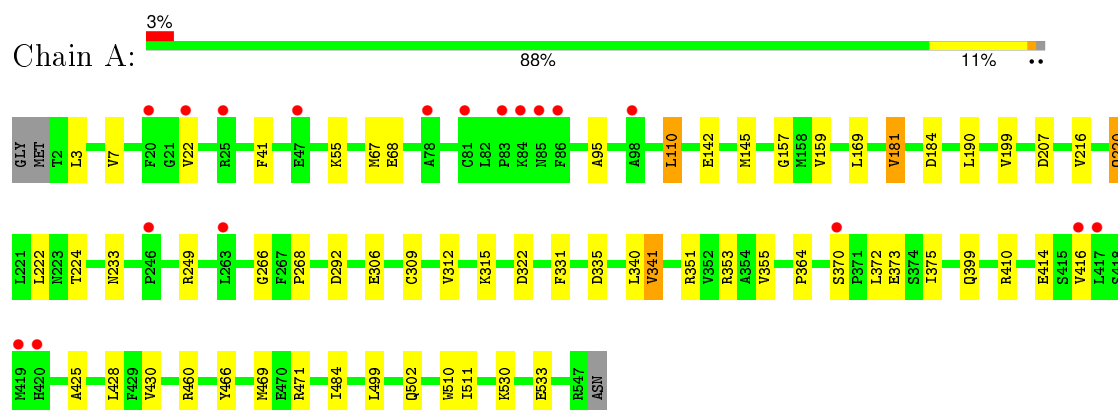 3%
Chain A:
88% 11% ••
GLY MET T2 L3 V7 F20 G21 V22 R25 F41 E47 K55 M67 E68 A78 C81 L82 P83 K84 N85 F86 A95 A98 L110 E142 M145 G157 M158 V159 L169 V181 D184 L190 V199 D207 V216
L221 L222 N223 T224 N233 P246 R249 L263 G266 F267 P268 D292 E306 C309 V312 K315 D322 F331 D335 L340 V341 R351 V352 R353 A354 V355 P364 S370 P371 L372 E373 S374 I375 Q399 R410 E414 S415 V416 L417 S418
M419 H420 A425 L428 F429 V430 R460 Y466 M469 E470 R471 I484 L499 Q502 W510 I511 K530 E533 R547 ASN